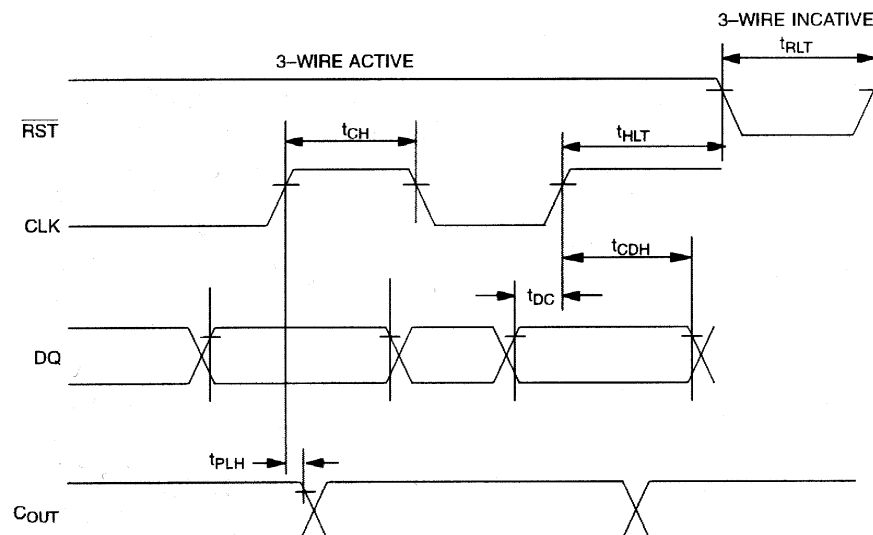 3–WIRE INCATIVE
3–WIRE ACTIVE
tRLT
RST
tCH
tHLT
CLK
tCDH
tDC
DQ
tPLH
COUT